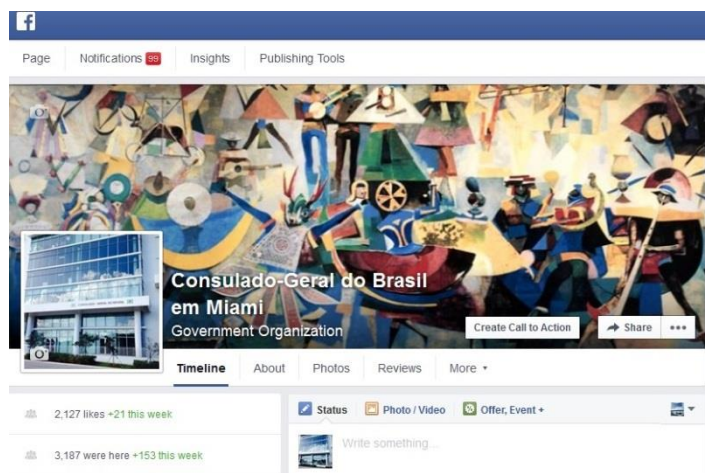 f
Page Notifications 99 Insights Publishing Tools
Consulado-Geral do Brasil
em Miami
Government Organization
Create Call to Action Share •••
Timeline About Photos Reviews More
2,127 likes +21 this week
Status Photo / Video Offer, Event +
Write something...
3,187 were here +153 this week